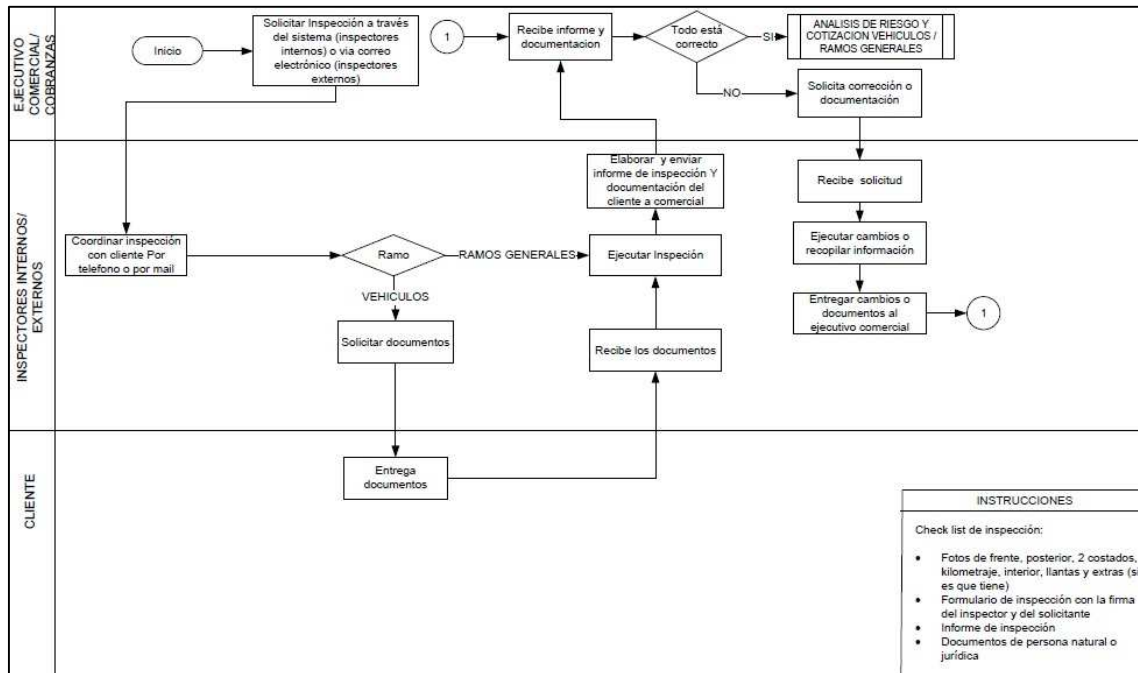 EJECUTIVO
COMERCIAL/
COBRANZAS
Inicio
Solicitar Inspección a través
del sistema (inspectores
internos) o via correo
electrónico (inspectores
externos)
1
Recibe informe y
documentacion
Todo está
correcto
SI
ANALISIS DE RIESGO Y
COTIZACION VEHICULOS /
RAMOS GENERALES
NO
Solicita corrección o
documentación
INSPECTORES INTERNOS/
EXTERNOS
Coordinar inspección
con cliente Por
telefono o por mail
Ramo
RAMOS GENERALES
VEHICULOS
Solicitar documentos
Elaborar y enviar
informe de inspección Y
documentación del
cliente a comercial
Ejecutar Inspeción
Recibe los documentos
Recibe solicitud
Ejecutar cambios o
recopilar información
Entregar cambios o
documentos al
ejecutivo comercial
1
CLIENTE
Entrega
documentos
INSTRUCCIONES
Check list de inspección:
• Fotos de frente, posterior, 2 costados,
kilometraje, interior, llantas y extras (si
es que tiene)
• Formulario de inspección con la firma
del inspector y del solicitante
• Informe de inspección
• Documentos de persona natural o
jurídica